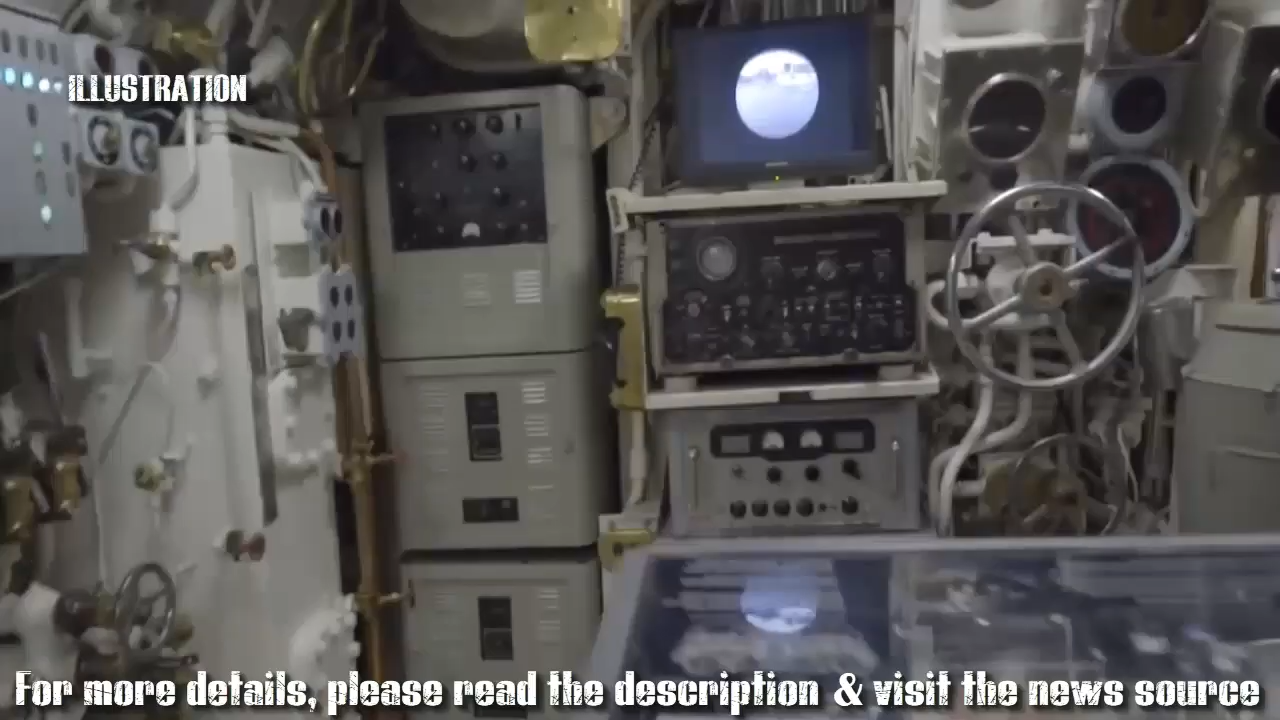 ILLUSTRATION
For more details, please read the description & visit the news source